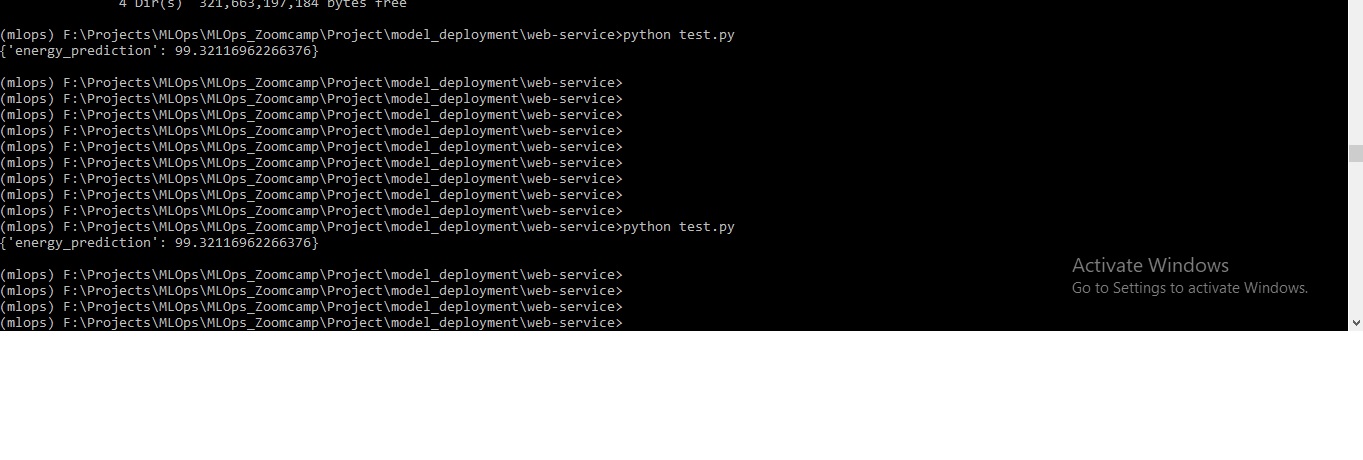 4 Dir(s)  321,663,197,184 bytes free
(mlops) F:\Projects\MLOps\MLOps_Zoomcamp\Project\model_deployment\web-service>python test.py
{'energy_prediction': 99.32116962266376}
(mlops) F:\Projects\MLOps\MLOps_Zoomcamp\Project\model_deployment\web-service>
(mlops) F:\Projects\MLOps\MLOps_Zoomcamp\Project\model_deployment\web-service>
(mlops) F:\Projects\MLOps\MLOps_Zoomcamp\Project\model_deployment\web-service>
(mlops) F:\Projects\MLOps\MLOps_Zoomcamp\Project\model_deployment\web-service>
(mlops) F:\Projects\MLOps\MLOps_Zoomcamp\Project\model_deployment\web-service>
(mlops) F:\Projects\MLOps\MLOps_Zoomcamp\Project\model_deployment\web-service>
(mlops) F:\Projects\MLOps\MLOps_Zoomcamp\Project\model_deployment\web-service>
(mlops) F:\Projects\MLOps\MLOps_Zoomcamp\Project\model_deployment\web-service>
(mlops) F:\Projects\MLOps\MLOps_Zoomcamp\Project\model_deployment\web-service>
(mlops) F:\Projects\MLOps\MLOps_Zoomcamp\Project\model_deployment\web-service>python test.py
{'energy_prediction': 99.32116962266376}
(mlops) F:\Projects\MLOps\MLOps_Zoomcamp\Project\model_deployment\web-service>
(mlops) F:\Projects\MLOps\MLOps_Zoomcamp\Project\model_deployment\web-service>
(mlops) F:\Projects\MLOps\MLOps_Zoomcamp\Project\model_deployment\web-service>
(mlops) F:\Projects\MLOps\MLOps_Zoomcamp\Project\model_deployment\web-service>
Activate Windows
Go to Settings to activate Windows.